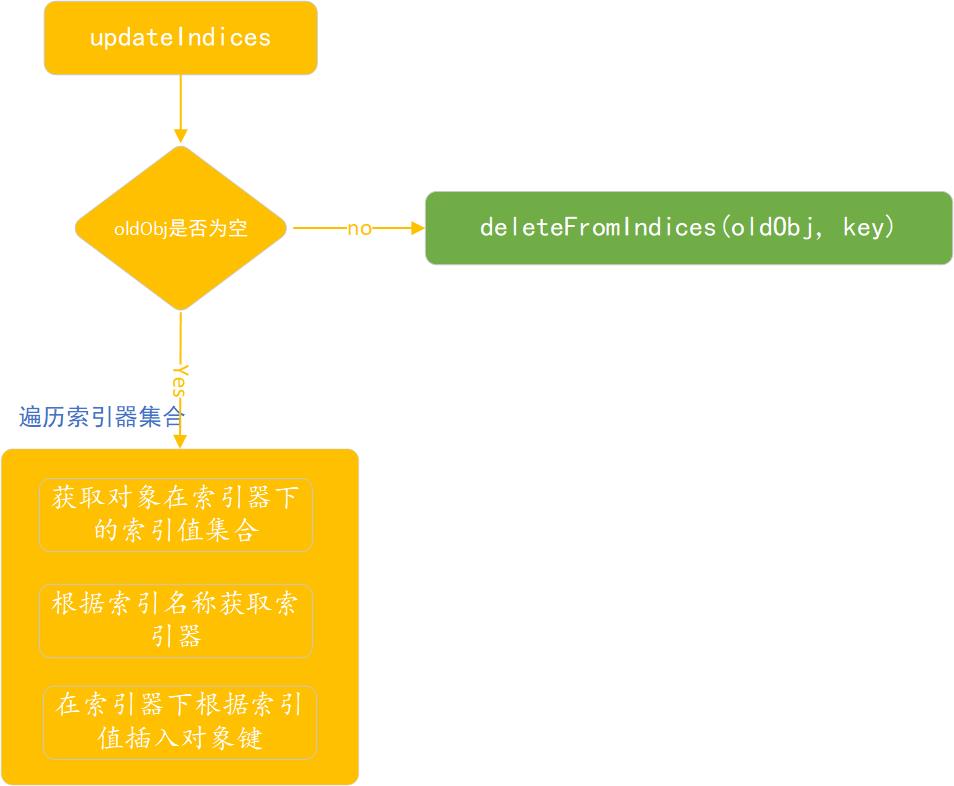 updateIndices
oldObj是否为空
no
deleteFromIndices(oldObj, key)
Yes
遍历索引器集合
获取对象在索引器下
的索引值集合
根据索引名称获取索
引器
在索引器下根据索引
值插入对象键